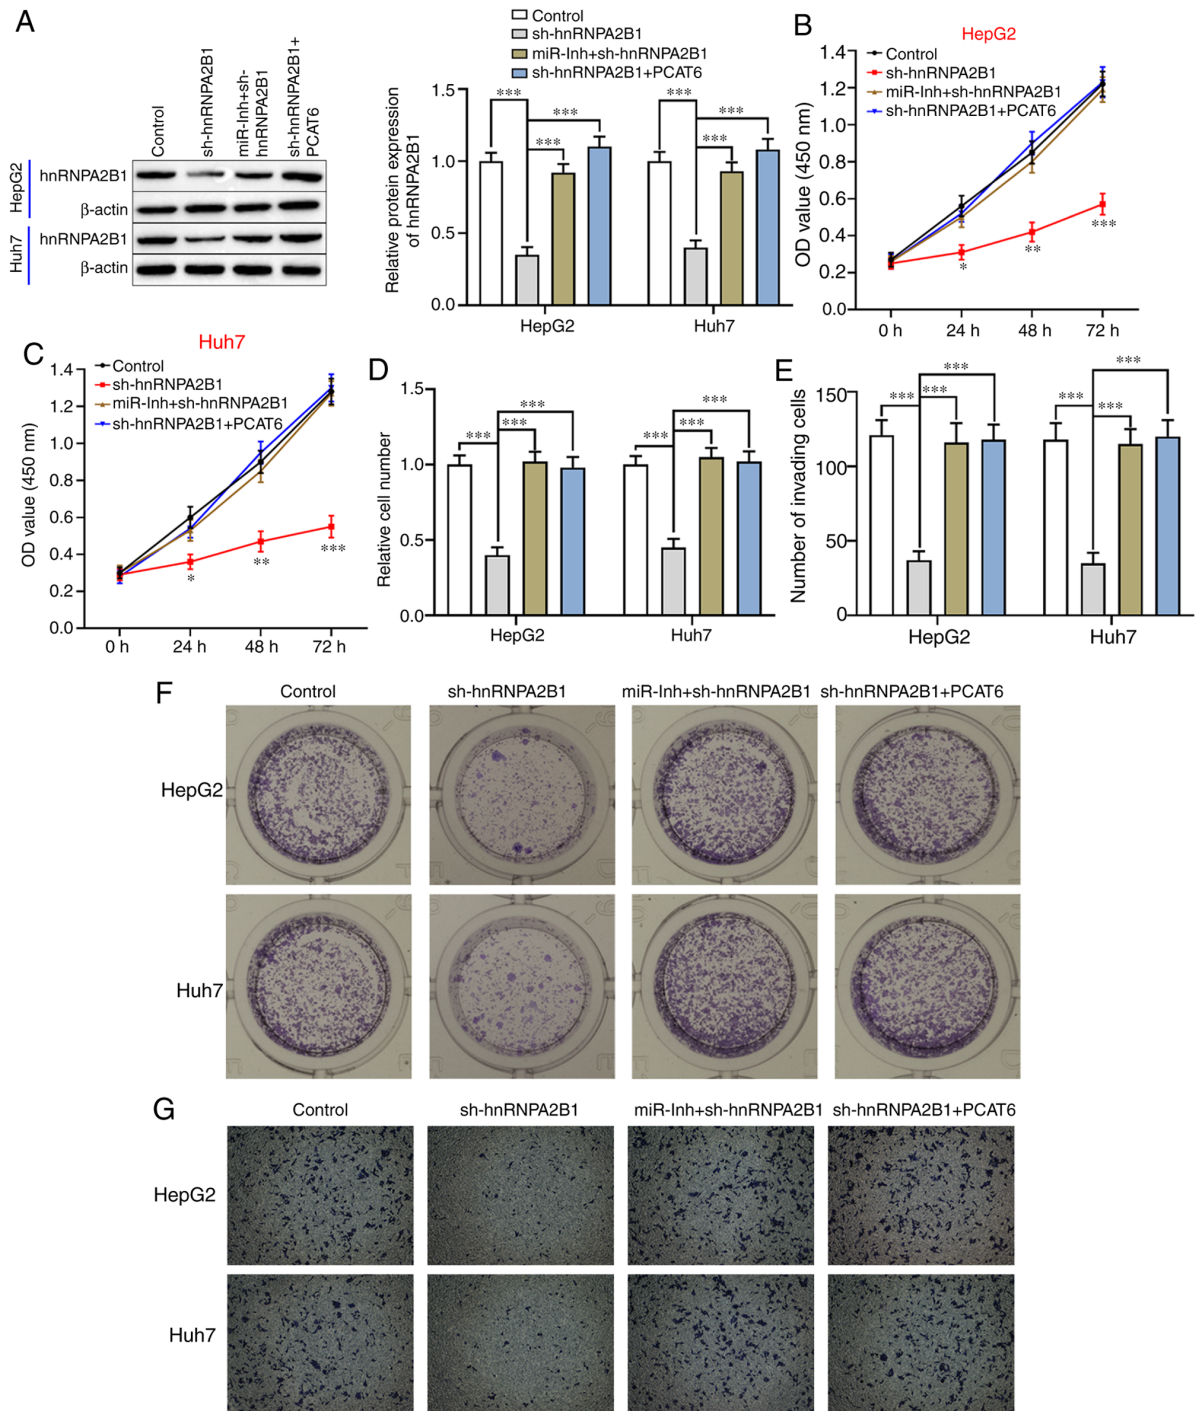 A
Control
sh-hnRNPA2B1
miR-Inh+sh-
hnRNPA2B1
sh-hnRNPA2B1+
PCAT6
HepG2
hnRNPA2B1
β-actin
Huh7
hnRNPA2B1
β-actin
Control
sh-hnRNPA2B1
miR-Inh+sh-hnRNPA2B1
sh-hnRNPA2B1+PCAT6
Relative protein expression
of hnRNPA2B1
1.5
1.0
0.5
0.0
*** *** ***
*** *** ***
HepG2 Huh7
B
HepG2
Control
sh-hnRNPA2B1
miR-Inh+sh-hnRNPA2B1
sh-hnRNPA2B1+PCAT6
OD value (450 nm)
1.4
1.2
1.0
0.8
0.6
0.4
0.2
0.0
* ** ***
0 h 24 h 48 h 72 h
C
Huh7
Control
sh-hnRNPA2B1
miR-Inh+sh-hnRNPA2B1
sh-hnRNPA2B1+PCAT6
OD value (450 nm)
1.4
1.2
1.0
0.8
0.6
0.4
0.2
0.0
* ** ***
0 h 24 h 48 h 72 h
D
Relative cell number
1.5
1.0
0.5
0.0
*** *** ***
*** *** ***
HepG2 Huh7
E
Number of invading cells
150
100
50
0
*** *** ***
*** *** ***
HepG2 Huh7
F
Control sh-hnRNPA2B1 miR-Inh+sh-hnRNPA2B1 sh-hnRNPA2B1+PCAT6
HepG2
Huh7
G
Control sh-hnRNPA2B1 miR-Inh+sh-hnRNPA2B1 sh-hnRNPA2B1+PCAT6
HepG2
Huh7